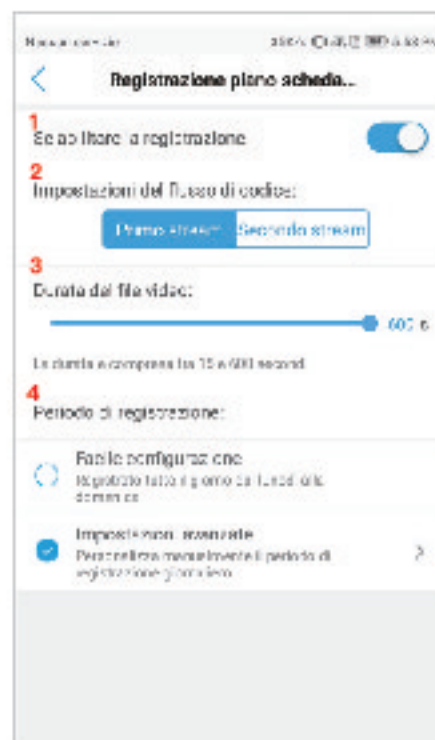 Registrazione piano scheda...
1
Se abilitare la registrazione
2
Impostazioni del flusso di codice:
Primo stream Secondo stream
3
Durata del file video:
600 s
La durata è compresa tra 15 e 600 second
4
Periodo di registrazione:
Facile configurazione
Registrato tutto il giorno da lunedì alla
domenica
Impostazioni avanzate
Personalizza manualmente il periodo di
registrazione giornaliero